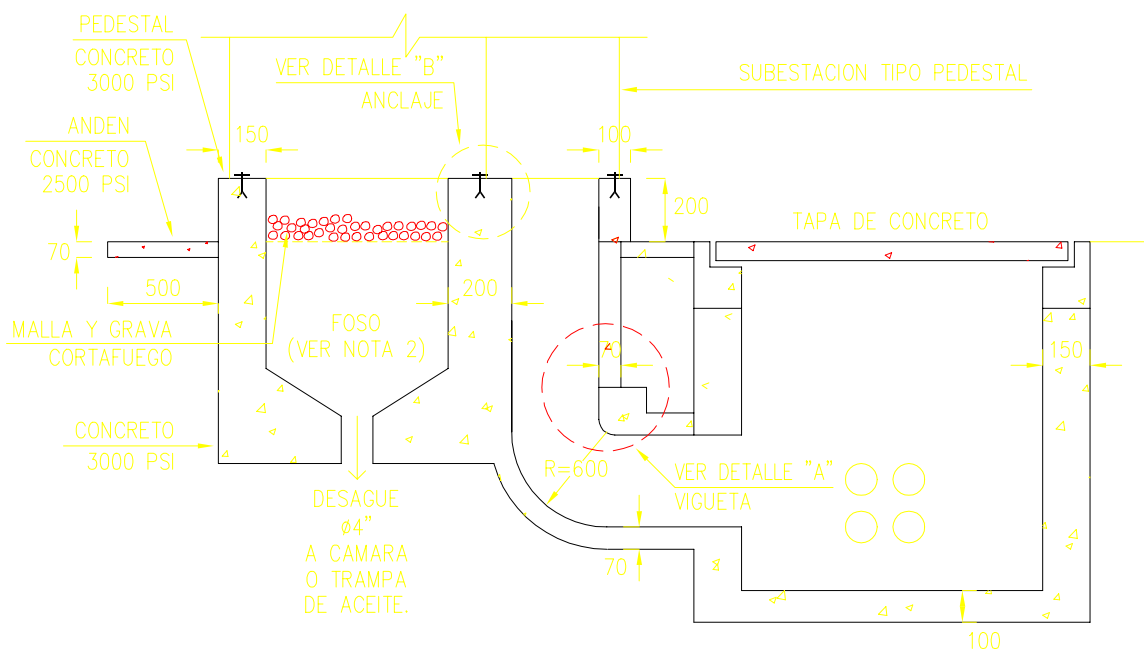 PEDESTAL
CONCRETO
3000 PSI
VER DETALLE "B"
ANCLAJE
SUBESTACION TIPO PEDESTAL
ANDEN
CONCRETO
2500 PSI
150
100
200
TAPA DE CONCRETO
70
500
200
MALLA Y GRAVA
CORTAFUEGO
FOSO
(VER NOTA 2)
70
150
CONCRETO
3000 PSI
R=600
VER DETALLE "A"
VIGUETA
DESAGUE
ø4"
A CAMARA
O TRAMPA
DE ACEITE.
70
100